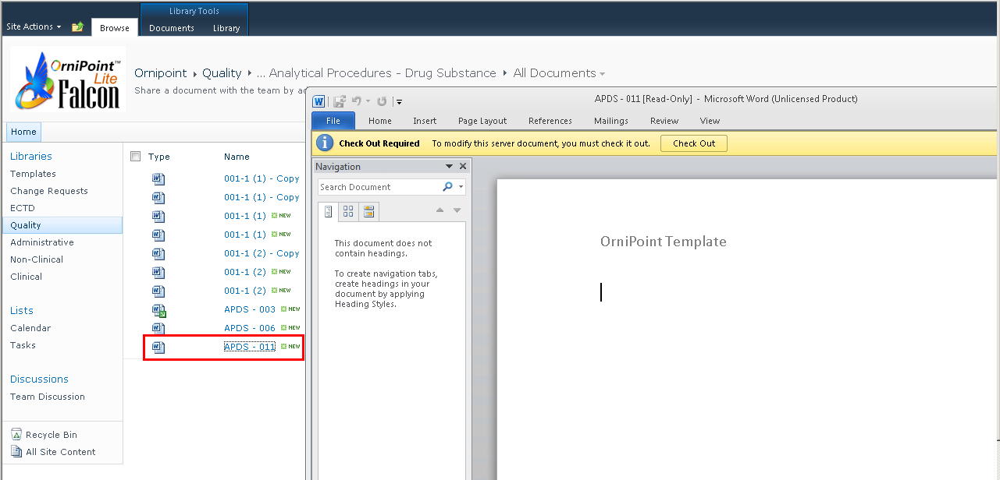 Library Tools
Site Actions
Browse
Documents
Library
OrniPoint™
Lite
Falcon
Ornipoint Quality ... Analytical Procedures - Drug Substance All Documents
Share a document with the team by
Home
Libraries
Templates
Change Requests
ECTD
Quality
Administrative
Non-Clinical
Clinical
Lists
Calendar
Tasks
Discussions
Team Discussion
Recycle Bin
All Site Content
Type Name
001-1 (1) - Copy
001-1 (1) - Copy
001-1 (1) NEW
001-1 (1) NEW
001-1 (2) - Copy
001-1 (2) NEW
001-1 (2) NEW
APDS - 003 NEW
APDS - 006 NEW
APDS - 011 NEW
W
APDS - 011 [Read-Only] - Microsoft Word (Unlicensed Product)
File Home Insert Page Layout References Mailings Review View
Check Out Required To modify this server document, you must check it out. Check Out
Navigation
Search Document
This document does not
contain headings.
To create navigation tabs,
create headings in your
document by applying
Heading Styles.
OrniPoint Template